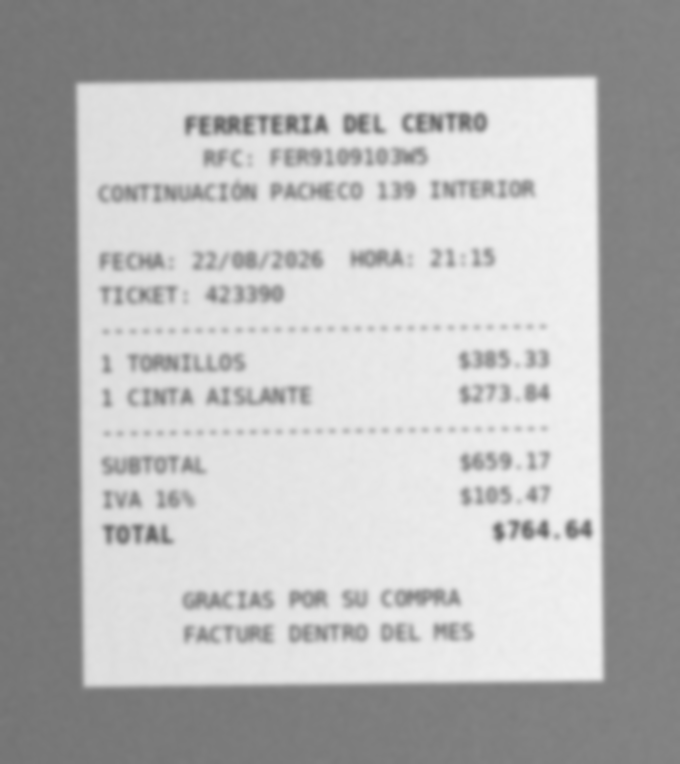 FERRETERIA DEL CENTRO
RFC: FER9109103W5
CONTINUACIÓN PACHECO 139 INTERIOR
FECHA: 22/08/2026 HORA: 21:15
TICKET: 423390
----------------------------------
1 TORNILLOS $385.33
1 CINTA AISLANTE $273.84
----------------------------------
SUBTOTAL $659.17
IVA 16% $105.47
TOTAL $764.64
GRACIAS POR SU COMPRA
FACTURE DENTRO DEL MES